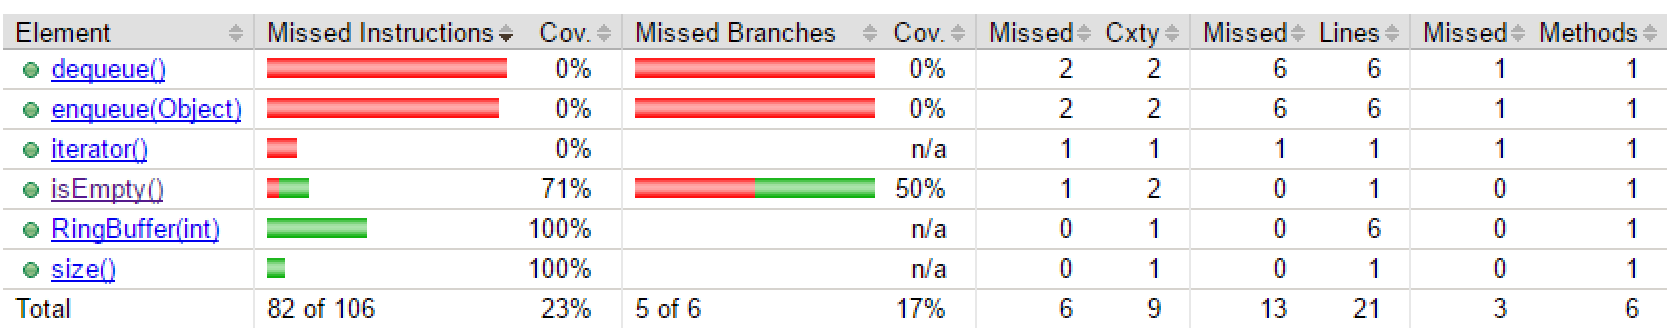 Element Missed Instructions Cov. Missed Branches Cov. Missed Cxty Missed Lines Missed Methods
dequeue() 0% 0% 2 2 6 6 1 1
enqueue(Object) 0% 0% 2 2 6 6 1 1
iterator() 0% n/a 1 1 1 1 1 1
isEmpty() 71% 50% 1 2 0 1 0 1
RingBuffer(int) 100% n/a 0 1 0 6 0 1
size() 100% n/a 0 1 0 1 0 1
Total 82 of 106 23% 5 of 6 17% 6 9 13 21 3 6